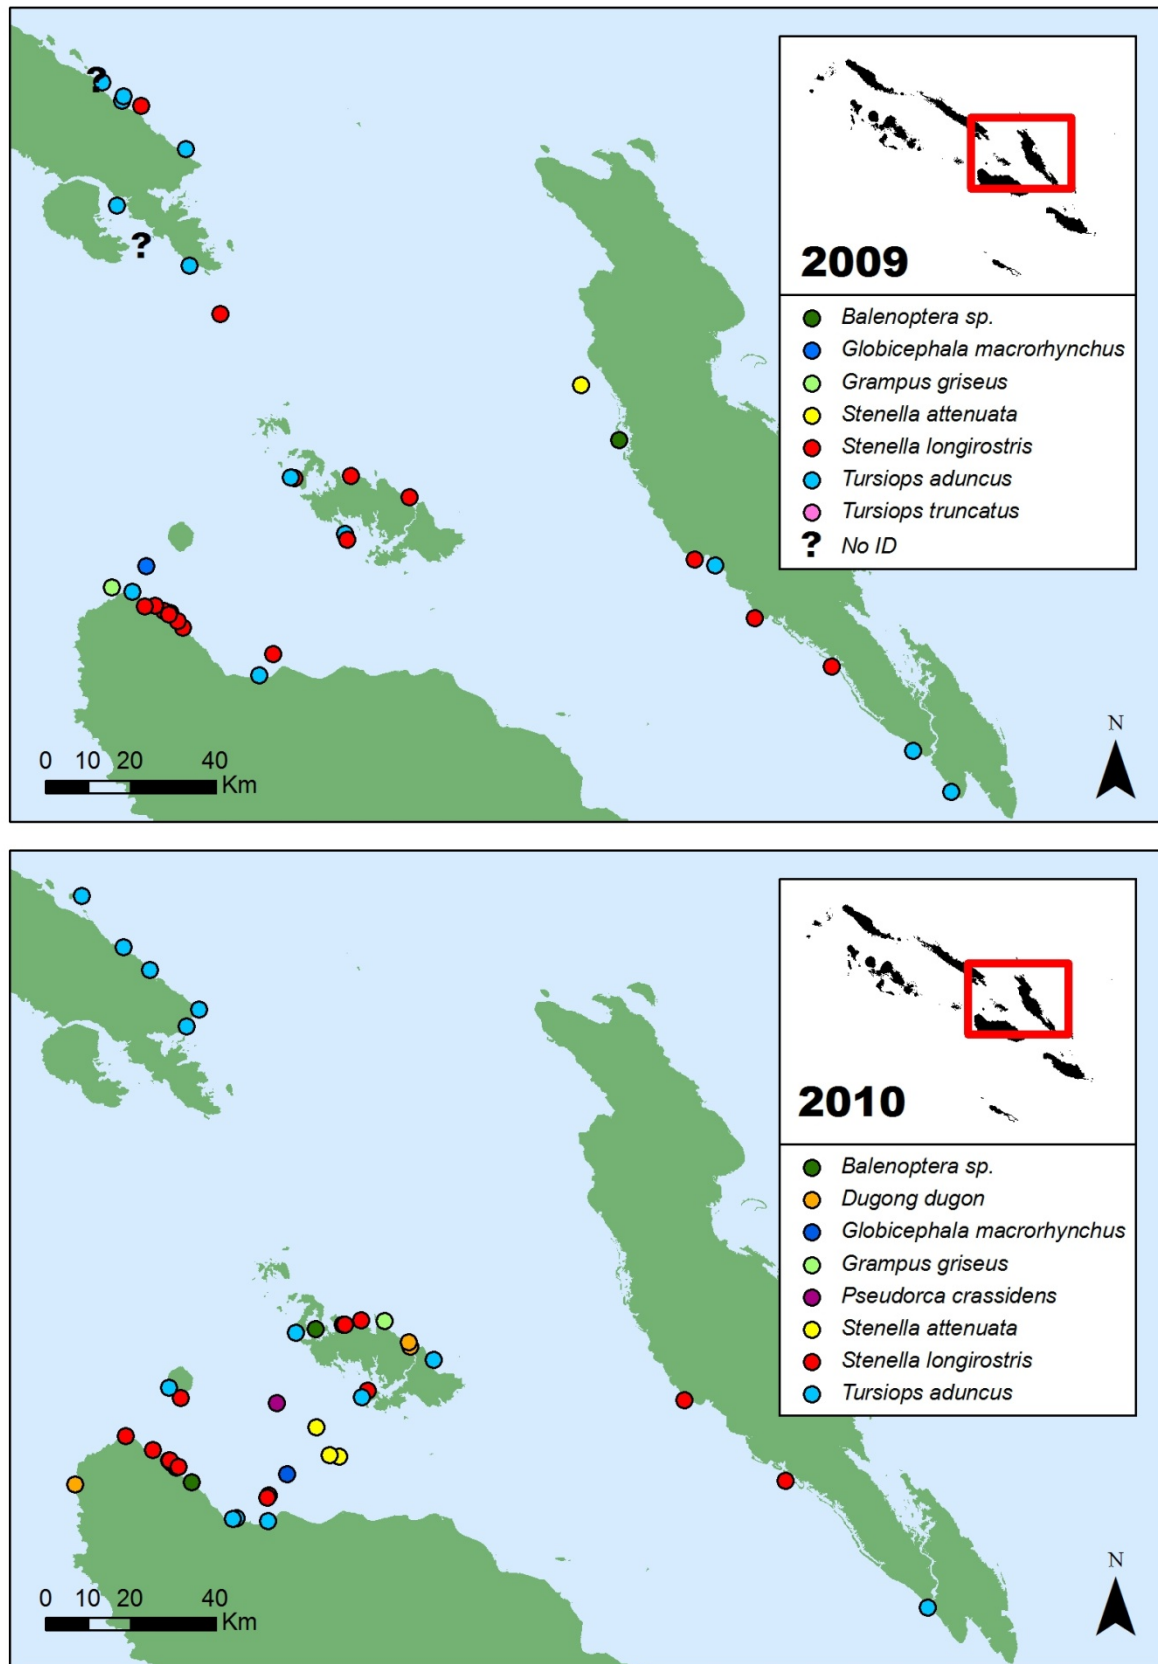 ?
?
2009
Balenoptera sp.
Globicephala macrorhynchus
Grampus griseus
Stenella attenuata
Stenella longirostris
Tursiops aduncus
Tursiops truncatus
? No ID
N
0 10 20 40
Km
2010
Balenoptera sp.
Dugong dugon
Globicephala macrorhynchus
Grampus griseus
Pseudorca crassidens
Stenella attenuata
Stenella longirostris
Tursiops aduncus
N
0 10 20 40
Km